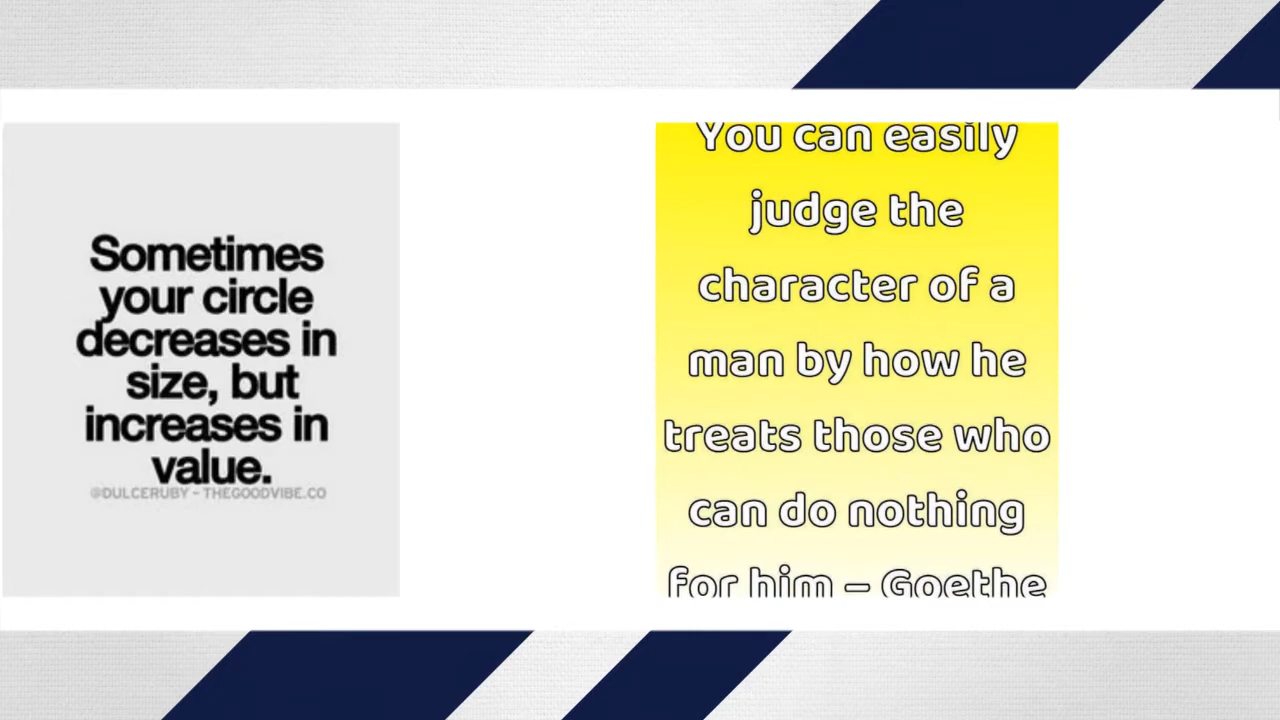 Sometimes
your circle
decreases in
size, but
increases in
value.
@DULCERUBY - THEGOODVIBE.CO
You can easily
judge the
character of a
man by how he
treats those who
can do nothing
for him – Goethe